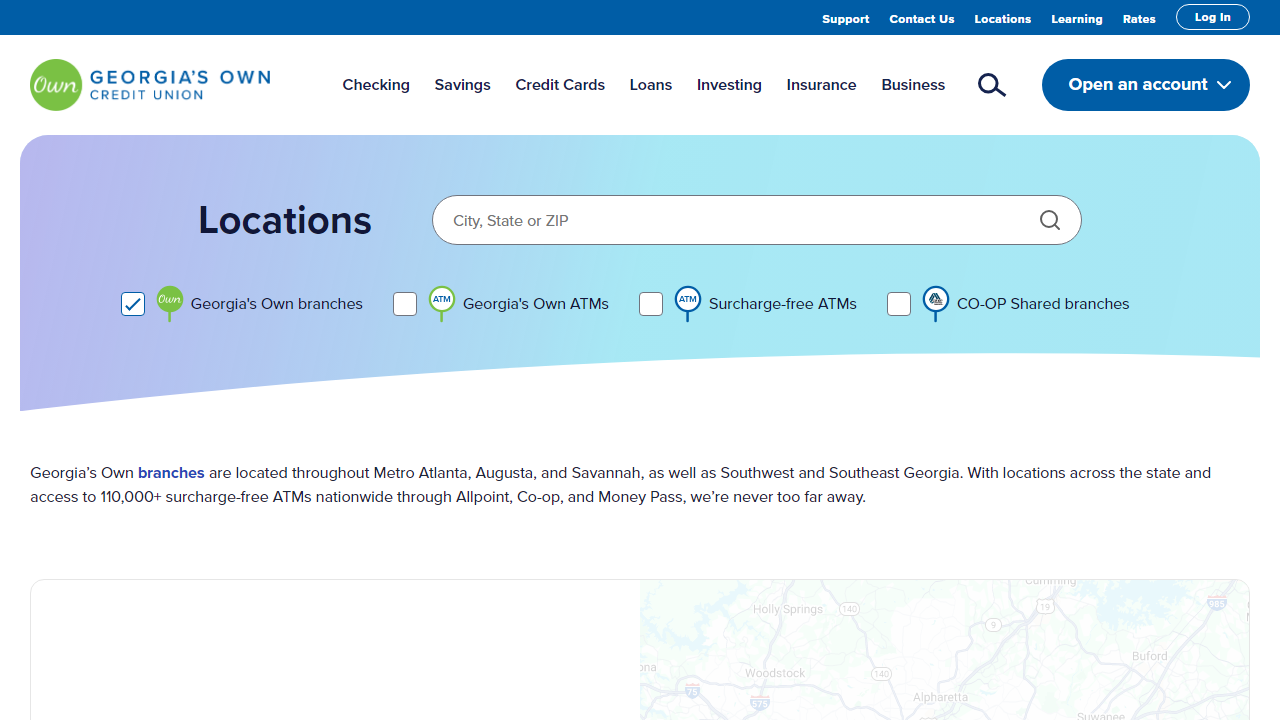 Support Contact Us Locations Learning Rates Log In
Own GEORGIA'S OWN
CREDIT UNION
Checking Savings Credit Cards Loans Investing Insurance Business Open an account
Locations City, State or ZIP
Own Georgia's Own branches ATM Georgia's Own ATMs ATM Surcharge-free ATMs CO-OP Shared branches
Georgia’s Own branches are located throughout Metro Atlanta, Augusta, and Savannah, as well as Southwest and Southeast Georgia. With locations across the state and
access to 110,000+ surcharge-free ATMs nationwide through Allpoint, Co-op, and Money Pass, we’re never too far away.
Cumming
Holly Springs 140 19 985
9
Buford
Woodstock 140
75 575 Alpharetta
Suwanee